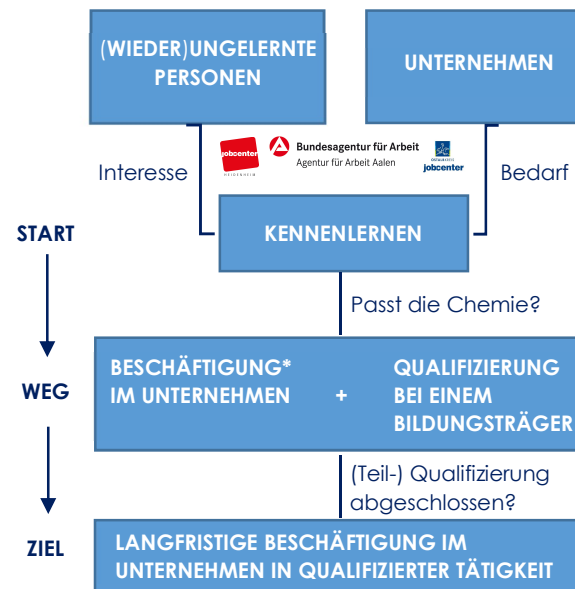 (WIEDER)UNGELERNTE
PERSONEN
UNTERNEHMEN
jobcenter
HEIDENHEIM
Bundesagentur für Arbeit
Agentur für Arbeit Aalen
OSTALBKREIS
jobcenter
Interesse
Bedarf
START
KENNENLERNEN
Passt die Chemie?
WEG
BESCHÄFTIGUNG*
IM UNTERNEHMEN
+
QUALIFIZIERUNG
BEI EINEM
BILDUNGSTRÄGER
(Teil-) Qualifizierung
abgeschlossen?
ZIEL
LANGFRISTIGE BESCHÄFTIGUNG IM
UNTERNEHMEN IN QUALIFIZIERTER TÄTIGKEIT